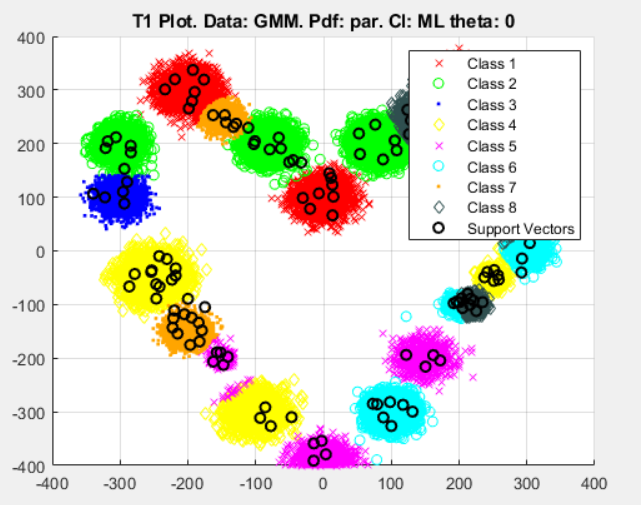 T1 Plot. Data: GMM. Pdf: par. Cl: ML theta: 0
400
300
200
100
0
-100
-200
-300
-400
-400
-300
-200
-100
0
100
200
300
400
Class 1
Class 2
Class 3
Class 4
Class 5
Class 6
Class 7
Class 8
Support Vectors